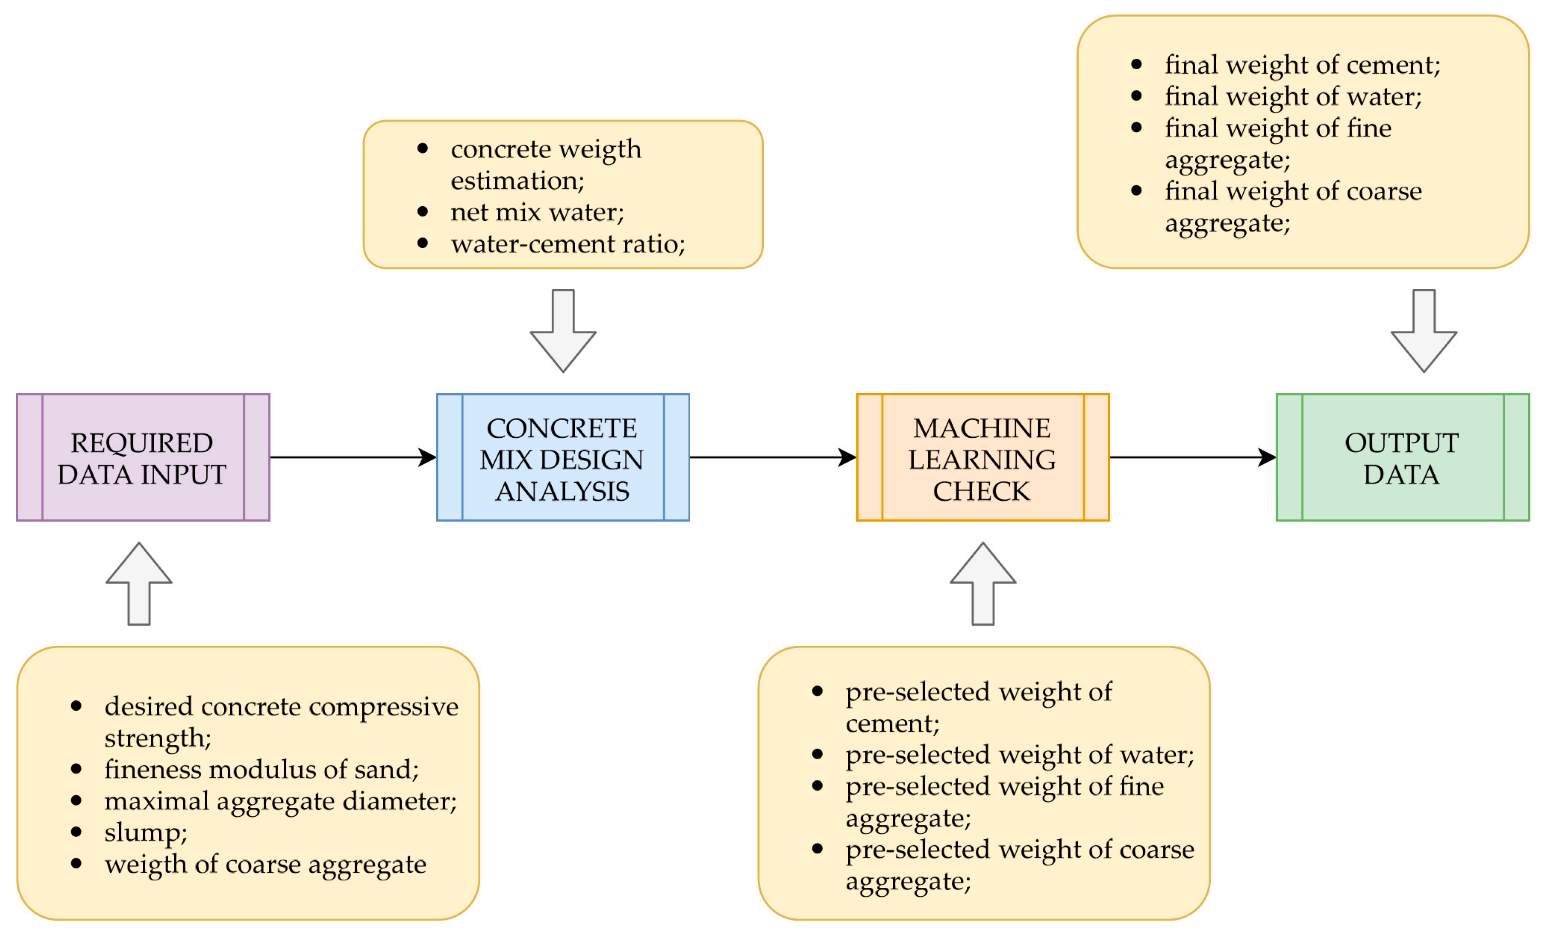 • final weight of cement;
• final weight of water;
• final weight of fine
aggregate;
• final weight of coarse
aggregate;
• concrete weigth
estimation;
• net mix water;
• water-cement ratio;
REQUIRED
DATA INPUT
CONCRETE
MIX DESIGN
ANALYSIS
MACHINE
LEARNING
CHECK
OUTPUT
DATA
• desired concrete compressive
strength;
• fineness modulus of sand;
• maximal aggregate diameter;
• slump;
• weigth of coarse aggregate
• pre-selected weight of
cement;
• pre-selected weight of water;
• pre-selected weight of fine
aggregate;
• pre-selected weight of coarse
aggregate;